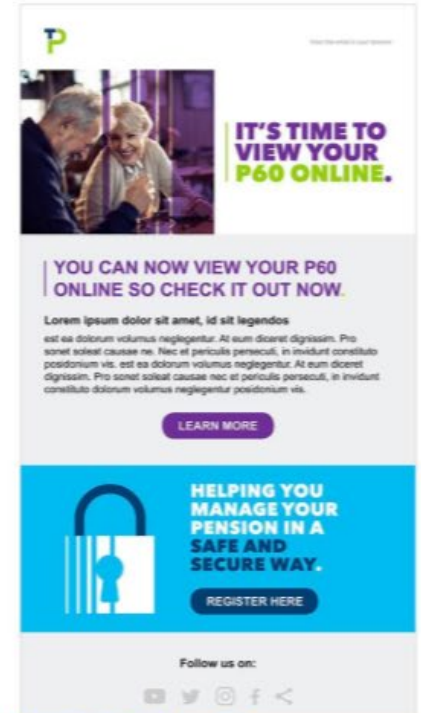 TP
IT'S TIME TO
VIEW YOUR
P60 ONLINE.
YOU CAN NOW VIEW YOUR P60
ONLINE SO CHECK IT OUT NOW.
Lorem ipsum dolor sit amet, id sit legendos
est ea dolorum volumus neglegentur. At eum diceret dignissim. Pro
sonet soleat causae ne. Nec et periculis persecuti, in invidunt constituto
posidonium vis. est ea dolorum volumus neglegentur. At eum diceret
dignissim. Pro sonet soleat causae nec et periculis persecuti, in invidunt
constituto dolorum volumus neglegentur posidonium vis.
LEARN MORE
HELPING YOU
MANAGE YOUR
PENSION IN A
SAFE AND
SECURE WAY.
REGISTER HERE
Follow us on: